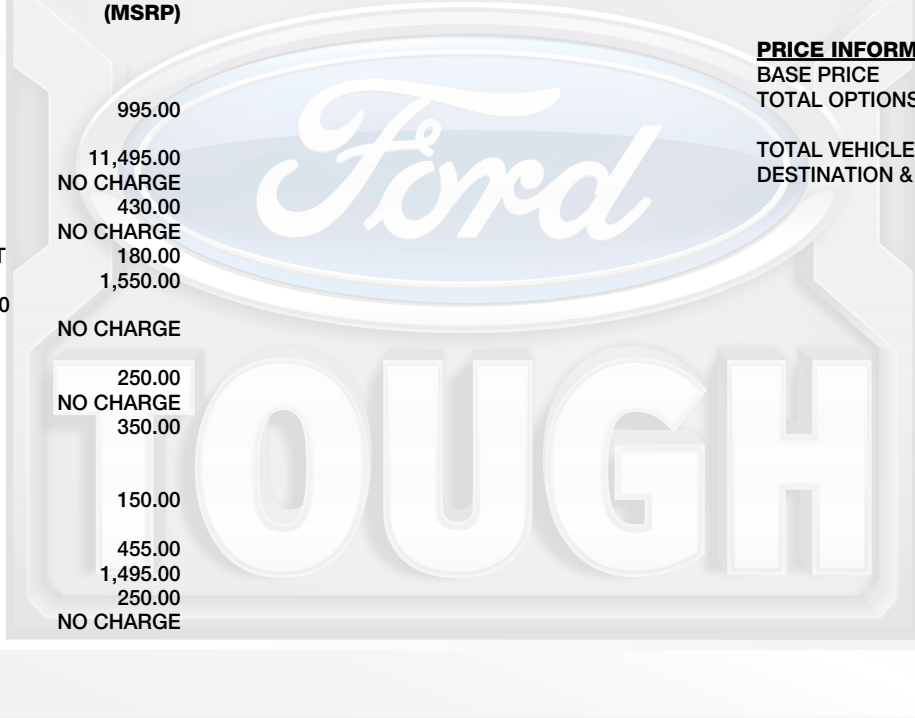 (MSRP)
995.00
11,495.00
NO CHARGE
430.00
NO CHARGE
T
180.00
1,550.00
0
NO CHARGE
250.00
NO CHARGE
350.00
150.00
455.00
1,495.00
250.00
NO CHARGE
PRICE INFORM
BASE PRICE
TOTAL OPTIONS
TOTAL VEHICLE
DESTINATION &
Ford
TOUGH